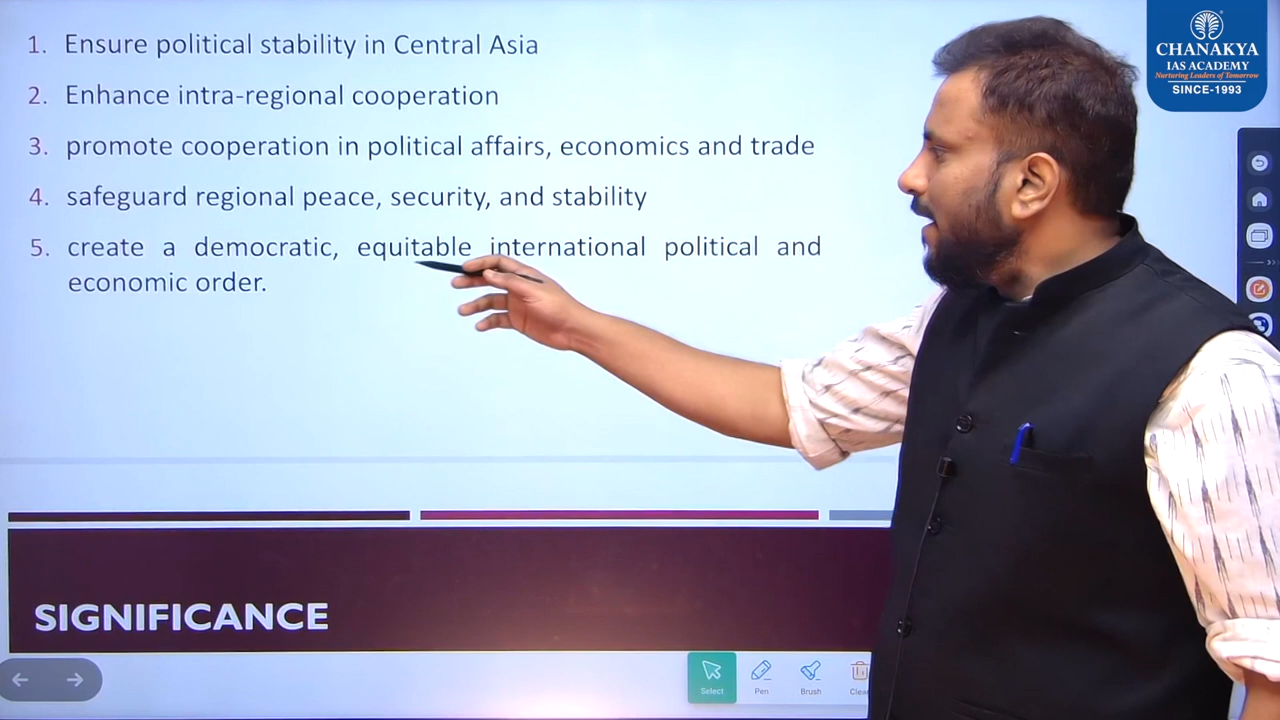 1. Ensure political stability in Central Asia
2. Enhance intra-regional cooperation
3. promote cooperation in political affairs, economics and trade
4. safeguard regional peace, security, and stability
5. create a democratic, equitable international political and
economic order.
SIGNIFICANCE
CHANAKYA
IAS ACADEMY
Nurturing Leaders of Tomorrow
SINCE-1993
Select
Pen
Brush
Clea